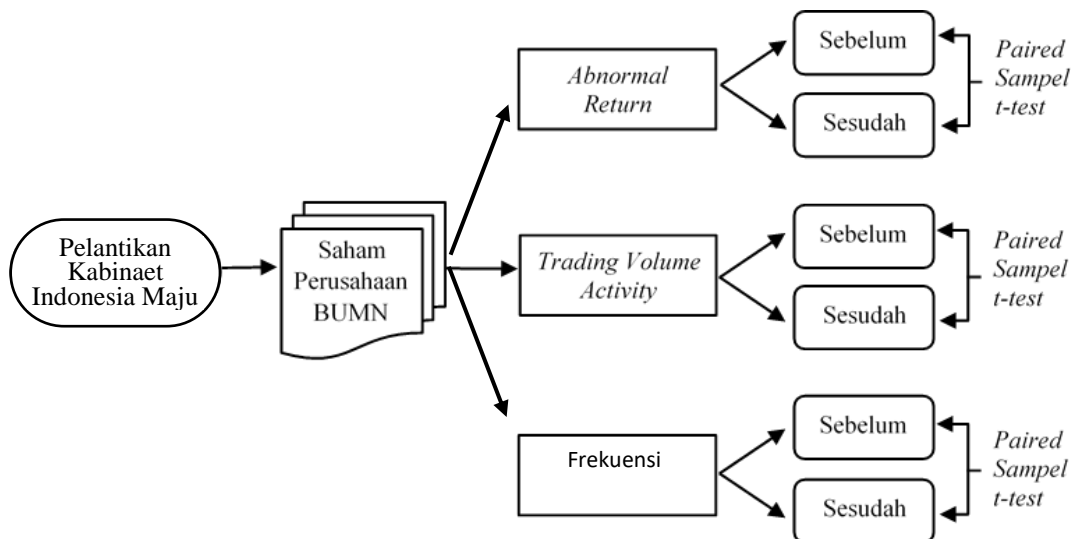 Pelantikan
Kabinaet
Indonesia Maju
Saham
Perusahaan
BUMN
Abnormal
Return
Sebelum
Sesudah
Paired
Sampel
t-test
Trading Volume
Activity
Sebelum
Sesudah
Paired
Sampel
t-test
Frekuensi
Sebelum
Sesudah
Paired
Sampel
t-test